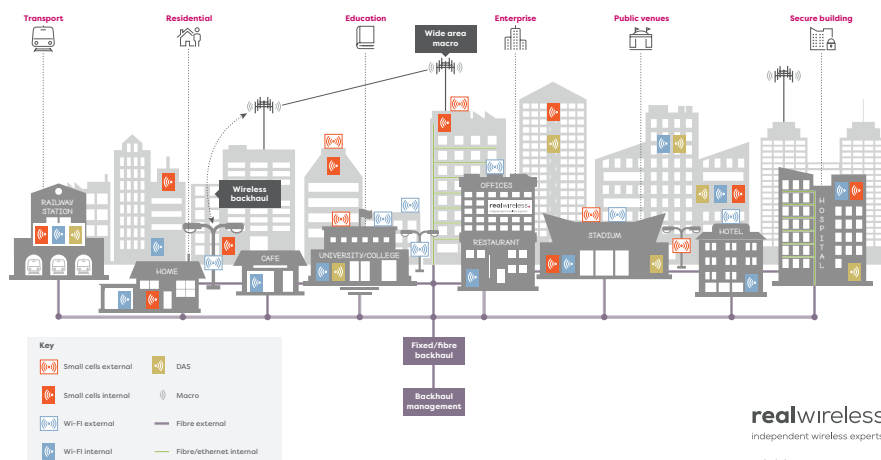 Transport
Residential
Education
Enterprise
Public venues
Secure building
Wide area
macro
Wireless
backhaul
RAILWAY
STATION
HOME
CAFE
UNIVERSITY/COLLEGE
OFFICES
realwireless
RESTAURANT
STADIUM
HOTEL
HOSPITAL
Fixed/fibre
backhaul
Backhaul
management
Key
Small cells external
DAS
Small cells internal
Macro
Wi-FI external
Fibre external
Wi-FI internal
Fibre/ethernet internal
realwireless
independent wireless experts